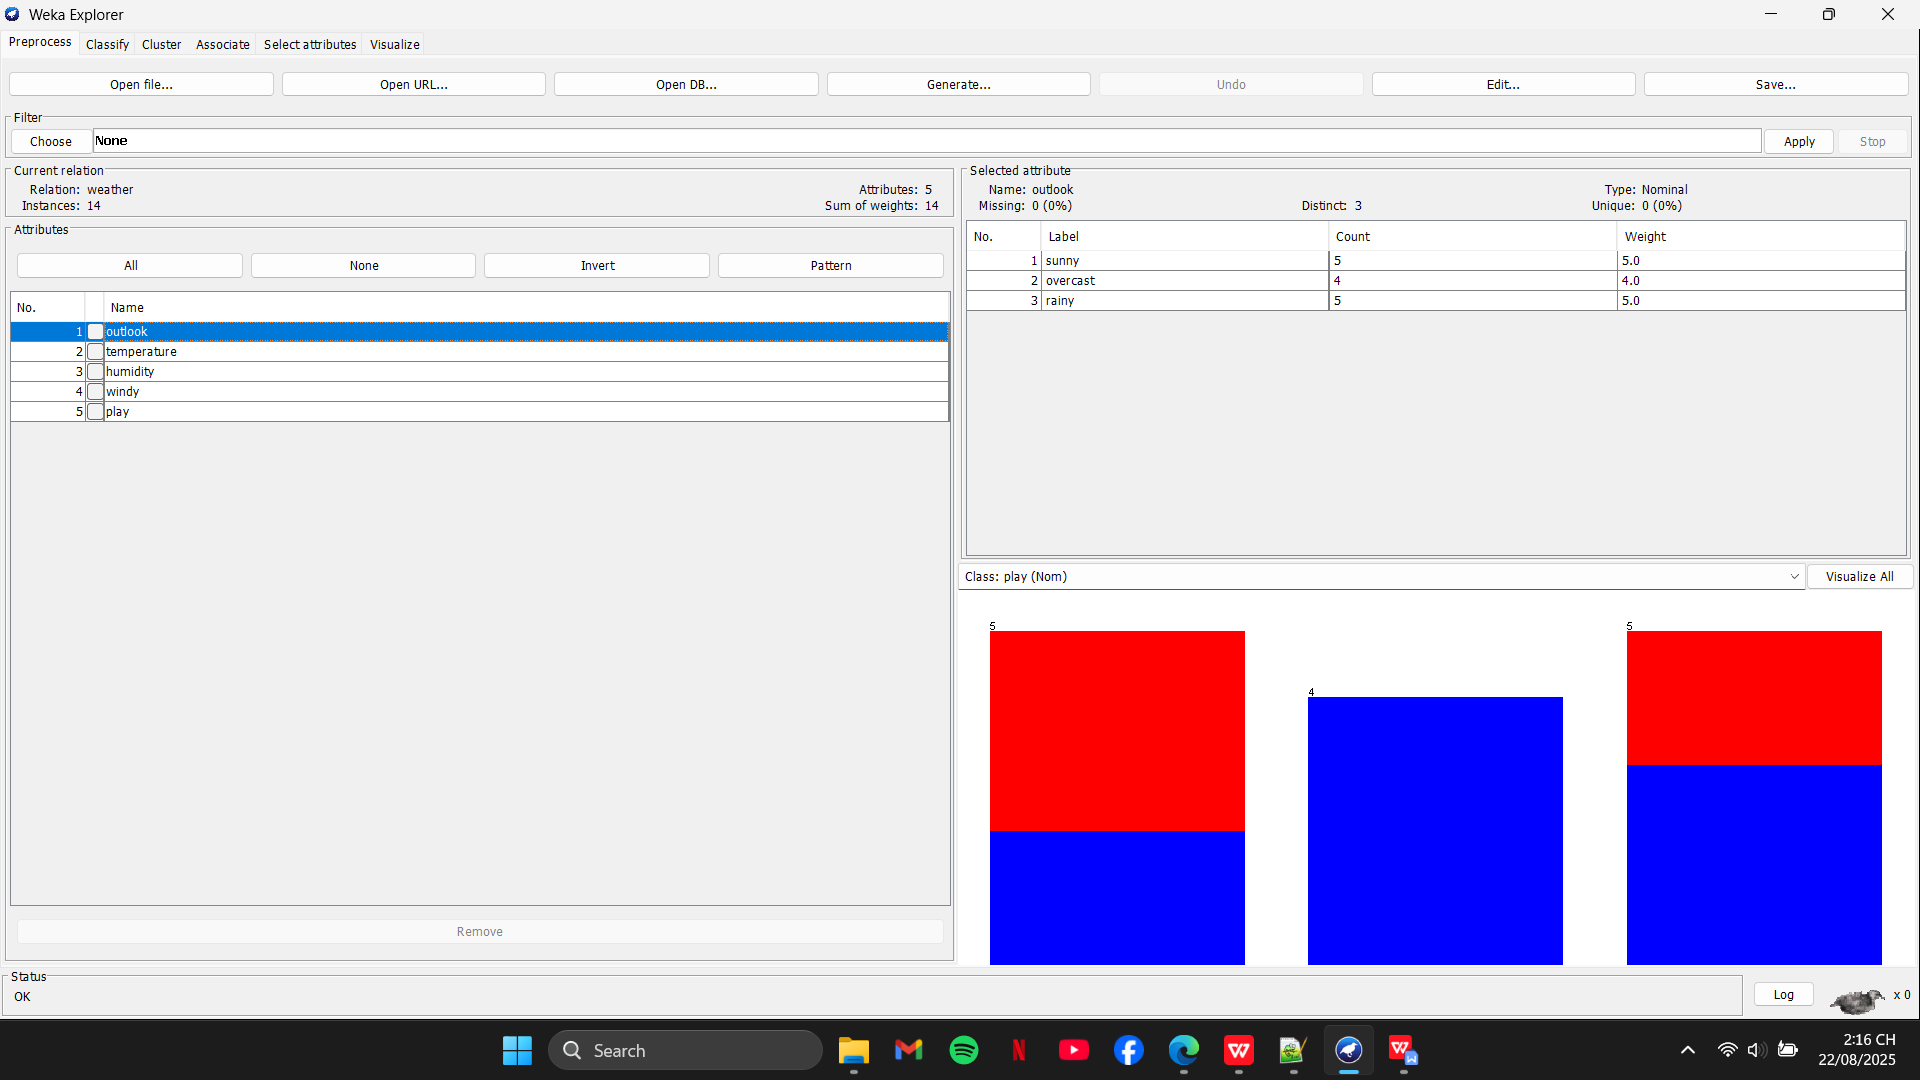 Weka Explorer
Preprocess Classify Cluster Associate Select attributes Visualize
Open file... Open URL... Open DB... Generate... Undo Edit... Save...
Filter
Choose None Apply Stop
Current relation
Relation: weather Attributes: 5
Instances: 14 Sum of weights: 14
Attributes
All None Invert Pattern
No. Name
1 outlook
2 temperature
3 humidity
4 windy
5 play
Remove
Selected attribute
Name: outlook Type: Nominal
Missing: 0 (0%) Distinct: 3 Unique: 0 (0%)
No. Label Count Weight
1 sunny 5 5.0
2 overcast 4 4.0
3 rainy 5 5.0
Class: play (Nom) Visualize All
5 4 5
Status
OK
Log x 0
Search
2:16 CH
22/08/2025